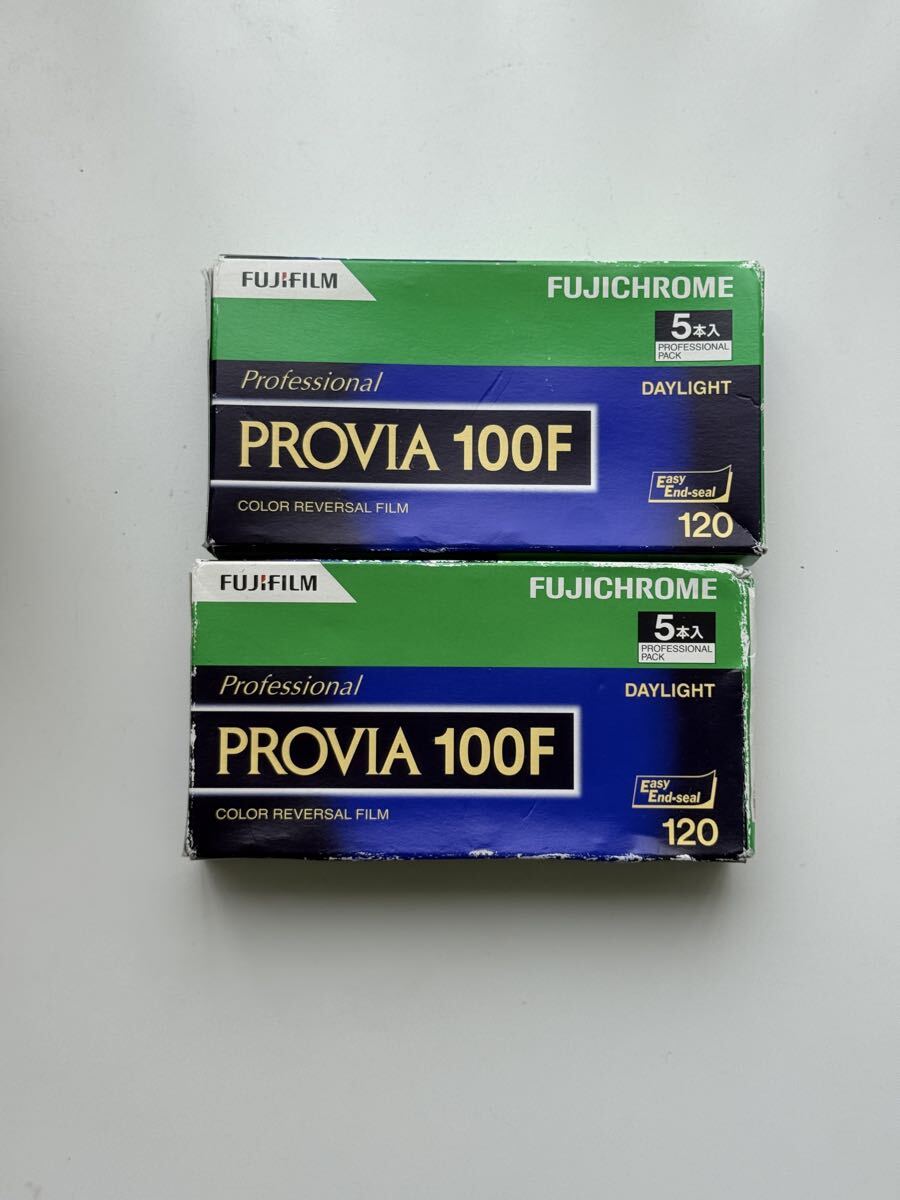 FUJIFILM
FUJICHROME
5本入
PROFESSIONAL
PACK
Professional
DAYLIGHT
PROVIA 100F
Easy
End-seal
COLOR REVERSAL FILM
120
FUJIFILM
FUJICHROME
5本入
PROFESSIONAL
PACK
Professional
DAYLIGHT
PROVIA 100F
Easy
End-seal
COLOR REVERSAL FILM
120